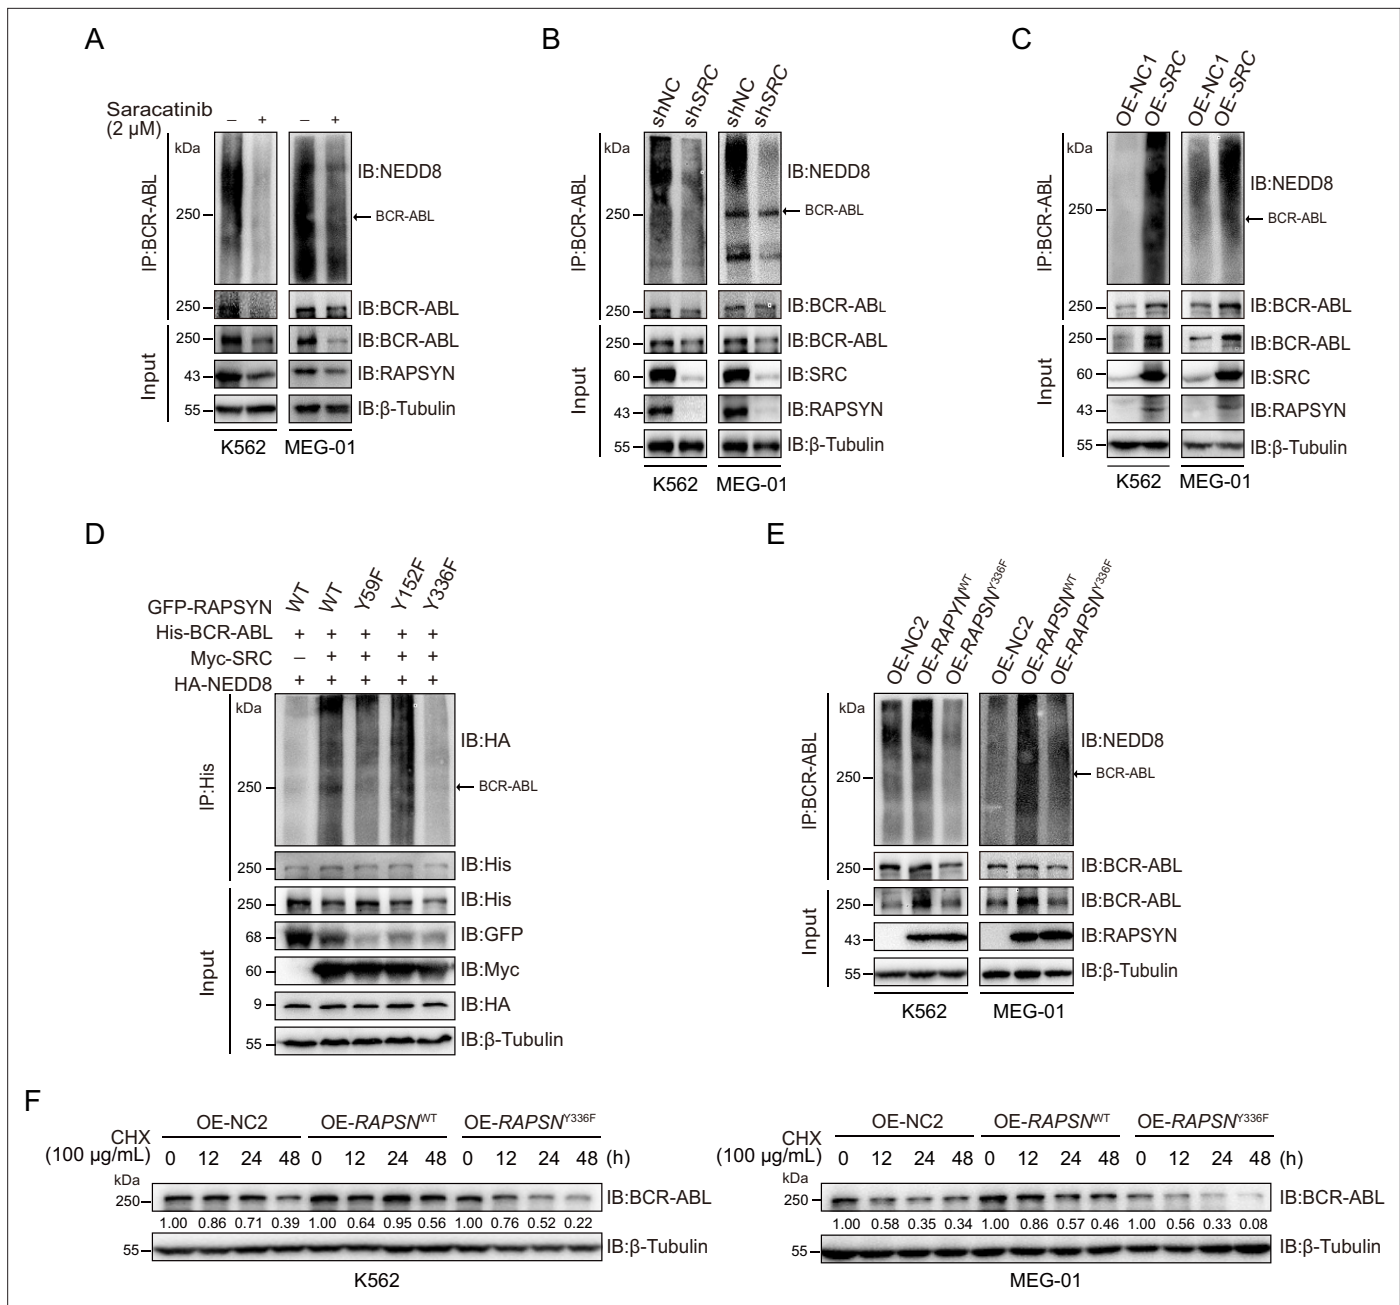 A
Saracatinib
(2 μM)
– + – +
kDa
IP:BCR-ABL
IB:NEDD8
250
BCR-ABL
250
IB:BCR-ABL
Input
250
IB:BCR-ABL
43
IB:RAPSYN
55
IB:β-Tubulin
K562 MEG-01
B
shNC shSRC shNC shSRC
kDa
IP:BCR-ABL
IB:NEDD8
250
BCR-ABL
250
IB:BCR-ABL
Input
250
IB:BCR-ABL
60
IB:SRC
43
IB:RAPSYN
55
IB:β-Tubulin
K562 MEG-01
C
OE-NC1 OE-SRC OE-NC1 OE-SRC
kDa
IP:BCR-ABL
IB:NEDD8
250
BCR-ABL
250
IB:BCR-ABL
Input
250
IB:BCR-ABL
60
IB:SRC
43
IB:RAPSYN
55
IB:β-Tubulin
K562 MEG-01
D
GFP-RAPSYN WT WT Y59F Y152F Y336F
His-BCR-ABL + + + + +
Myc-SRC – + + + +
HA-NEDD8 + + + + +
kDa
IP:His
IB:HA
250
BCR-ABL
250
IB:His
Input
250
IB:His
68
IB:GFP
60
IB:Myc
9
IB:HA
55
IB:β-Tubulin
E
OE-NC2 OE-RAPYN^WT OE-RAPSN^Y336F OE-NC2 OE-RAPSN^WT OE-RAPSN^Y336F
kDa
IP:BCR-ABL
IB:NEDD8
250
BCR-ABL
250
IB:BCR-ABL
Input
250
IB:BCR-ABL
43
IB:RAPSYN
55
IB:β-Tubulin
K562 MEG-01
F
OE-NC2 OE-RAPSN^WT OE-RAPSN^Y336F
CHX
(100 μg/mL) 0 12 24 48 0 12 24 48 0 12 24 48 (h)
kDa
250
IB:BCR-ABL
1.00 0.86 0.71 0.39 1.00 0.64 0.95 0.56 1.00 0.76 0.52 0.22
55
IB:β-Tubulin
K562
OE-NC2 OE-RAPSN^WT OE-RAPSN^Y336F
CHX
(100 μg/mL) 0 12 24 48 0 12 24 48 0 12 24 48 (h)
kDa
250
IB:BCR-ABL
1.00 0.58 0.35 0.34 1.00 0.86 0.57 0.46 1.00 0.56 0.33 0.08
55
IB:β-Tubulin
MEG-01